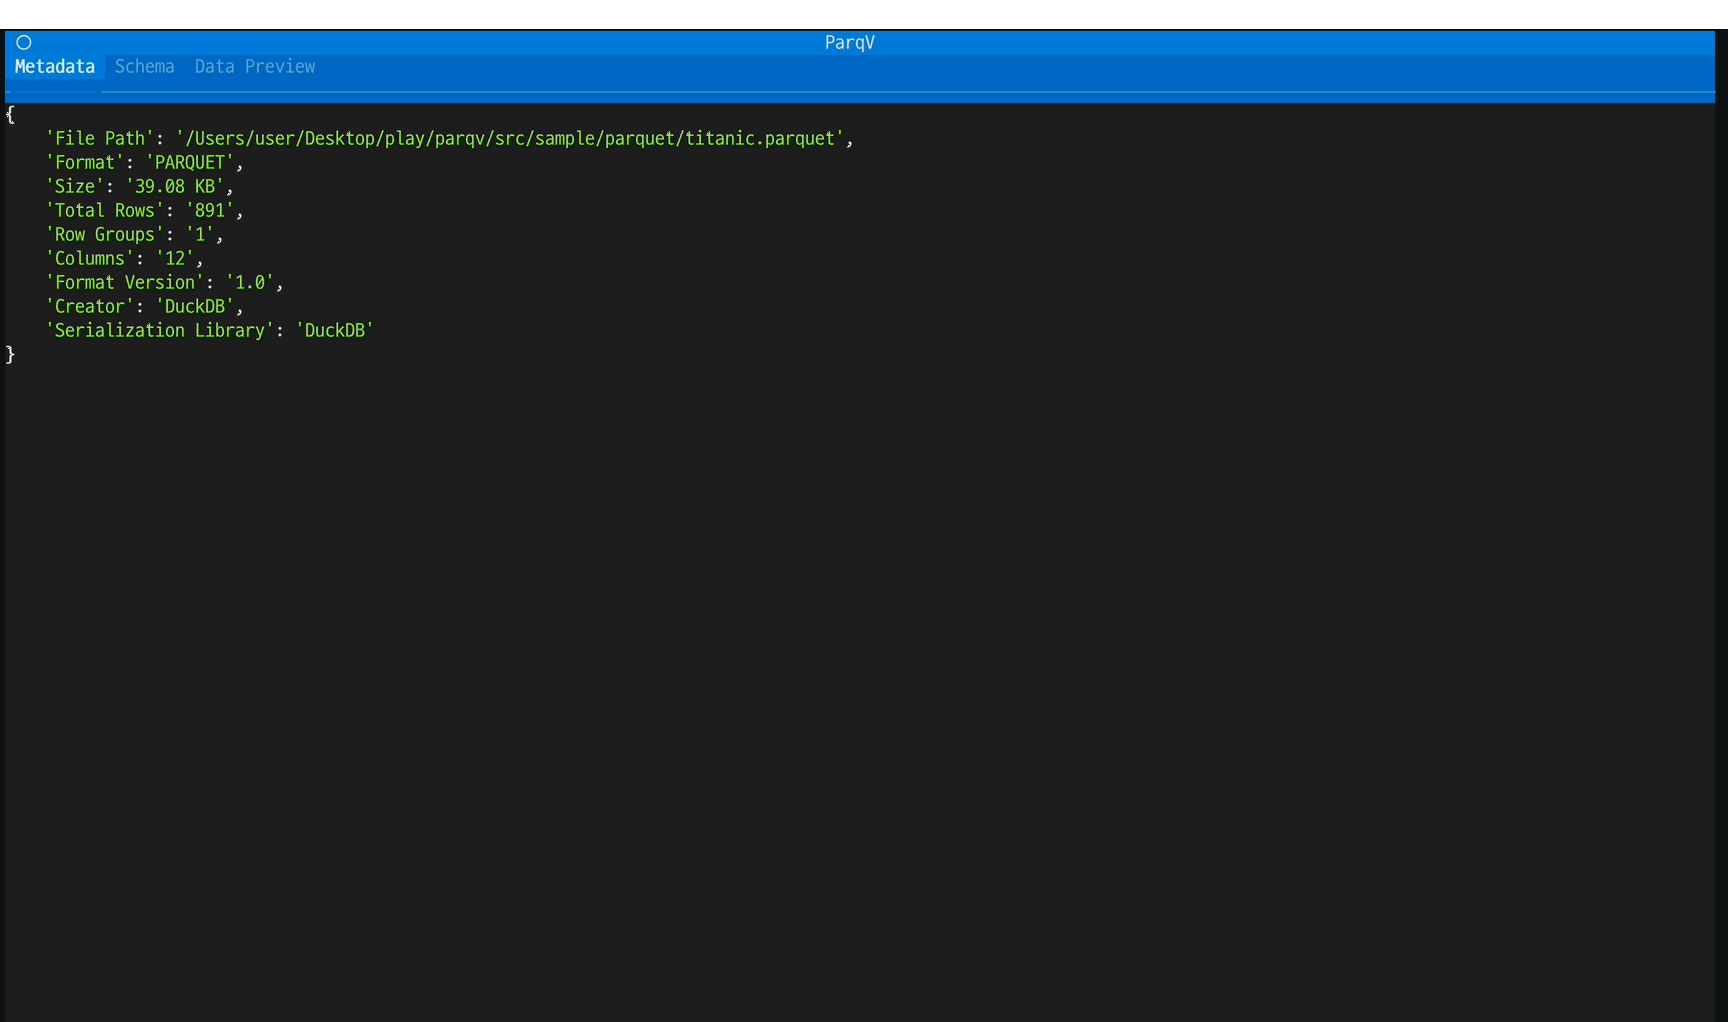 ParqV
Metadata Schema Data Preview
{
    'File Path': '/Users/user/Desktop/play/parqv/src/sample/parquet/titanic.parquet',
    'Format': 'PARQUET',
    'Size': '39.08 KB',
    'Total Rows': '891',
    'Row Groups': '1',
    'Columns': '12',
    'Format Version': '1.0',
    'Creator': 'DuckDB',
    'Serialization Library': 'DuckDB'
}